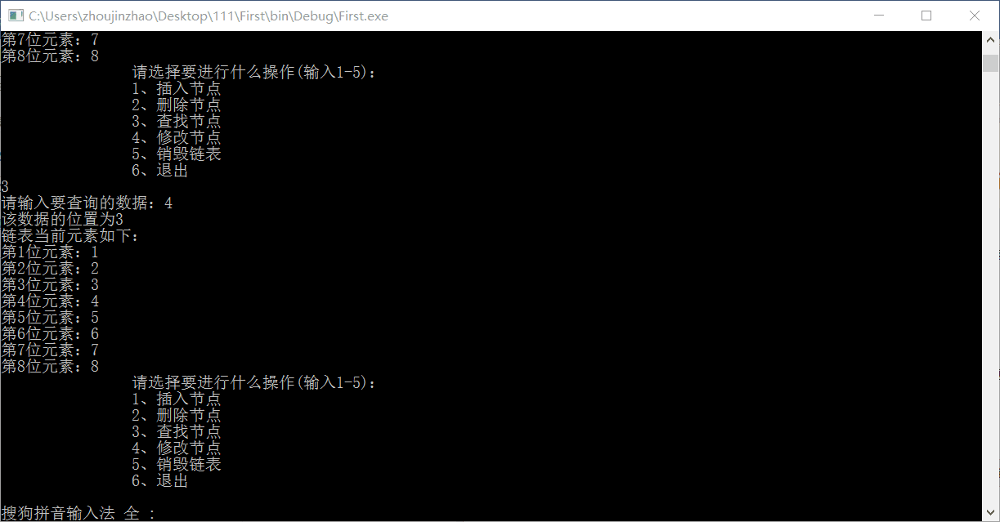 C:\Users\zhoujinzhao\Desktop\111\First\bin\Debug\First.exe
第7位元素：7
第8位元素：8
请选择要进行什么操作(输入1-5)：
1、插入节点
2、删除节点
3、查找节点
4、修改节点
5、销毁链表
6、退出
3
请输入要查询的数据：4
该数据的位置为3
链表当前元素如下：
第1位元素：1
第2位元素：2
第3位元素：3
第4位元素：4
第5位元素：5
第6位元素：6
第7位元素：7
第8位元素：8
请选择要进行什么操作(输入1-5)：
1、插入节点
2、删除节点
3、查找节点
4、修改节点
5、销毁链表
6、退出
搜狗拼音输入法 全 :